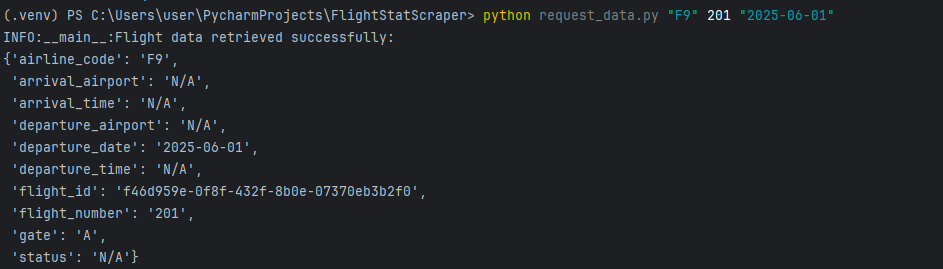 (.venv) PS C:\Users\user\PycharmProjects\FlightStatScraper> python request_data.py "F9" 201 "2025-06-01"
INFO:__main__:Flight data retrieved successfully:
{'airline_code': 'F9',
 'arrival_airport': 'N/A',
 'arrival_time': 'N/A',
 'departure_airport': 'N/A',
 'departure_date': '2025-06-01',
 'departure_time': 'N/A',
 'flight_id': 'f46d959e-0f8f-432f-8b0e-07370eb3b2f0',
 'flight_number': '201',
 'gate': 'A',
 'status': 'N/A'}